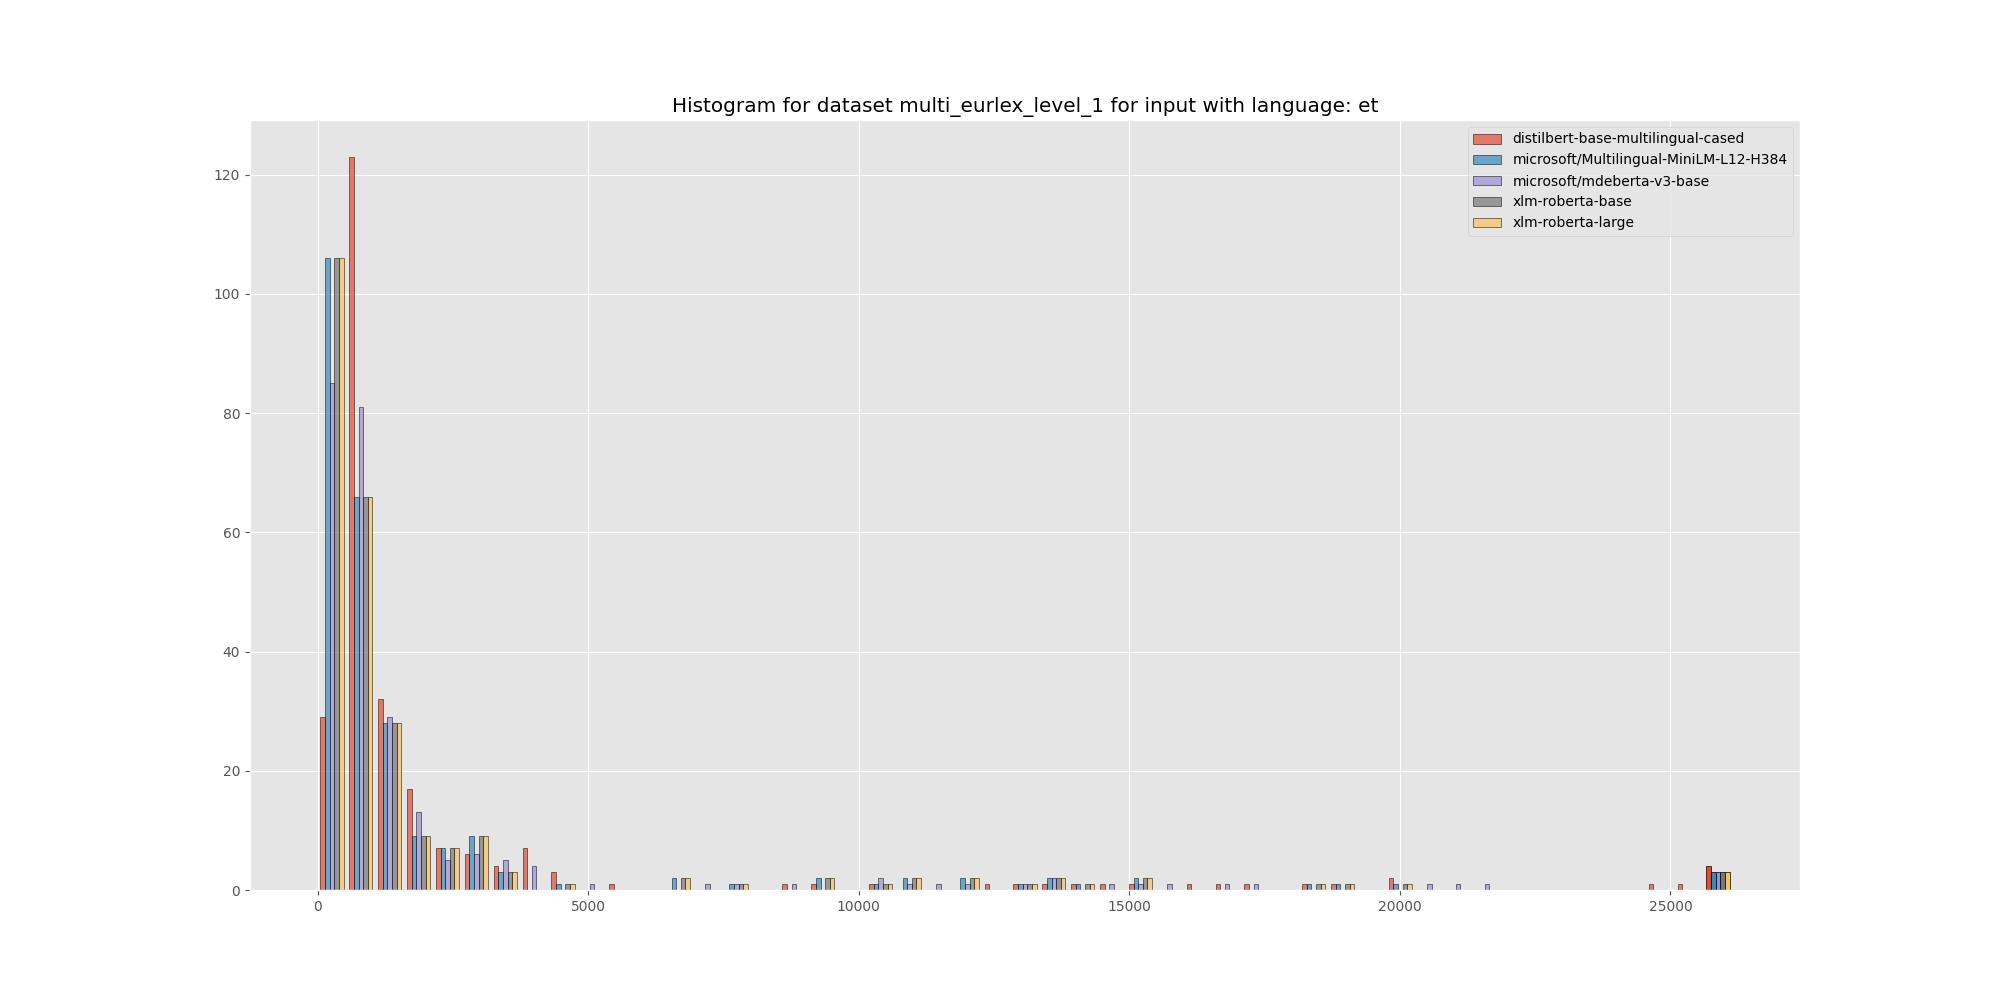 Histogram for dataset multi_eurlex_level_1 for input with language: et
distilbert-base-multilingual-cased
microsoft/Multilingual-MiniLM-L12-H384
microsoft/mdeberta-v3-base
xlm-roberta-base
xlm-roberta-large
120
100
80
60
40
20
0
0 5000 10000 15000 20000 25000